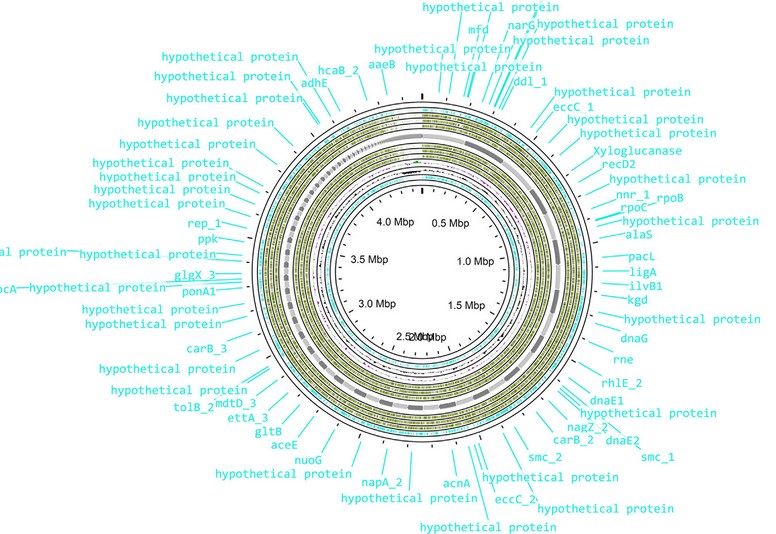 hypothetical protein
mfd
narG
hypothetical protein
hypothetical protein
hypothetical protein
hypothetical protein
ddl_1
hypothetical protein
eccC_1
hypothetical protein
hypothetical protein
Xyloglucanase
recD2
hypothetical protein
nnr_1
rpoB
rpoC
hypothetical protein
alaS
pacL
ligA
ilvB1
kgd
hypothetical protein
dnaG
rne
rhlE_2
dnaE1
hypothetical protein
nagZ_2
carB_2
dnaE2
smc_1
smc_2
hypothetical protein
eccC_2
hypothetical protein
acnA
hypothetical protein
hypothetical protein
napA_2
hypothetical protein
nuoG
aceE
gltB
ettA_3
mdtD_3
tolB_2
hypothetical protein
hypothetical protein
carB_3
hypothetical protein
hypothetical protein
ponA1
ocA
hypothetical protein
glgX_3
al protein
hypothetical protein
ppk
rep_1
hypothetical protein
hypothetical protein
hypothetical protein
hypothetical protein
hypothetical protein
hypothetical protein
hypothetical protein
hypothetical protein
adhE
hypothetical protein
hcaB_2
aaeB
0.5 Mbp
1.0 Mbp
1.5 Mbp
2.0 Mbp
2.5 Mbp
3.0 Mbp
3.5 Mbp
4.0 Mbp